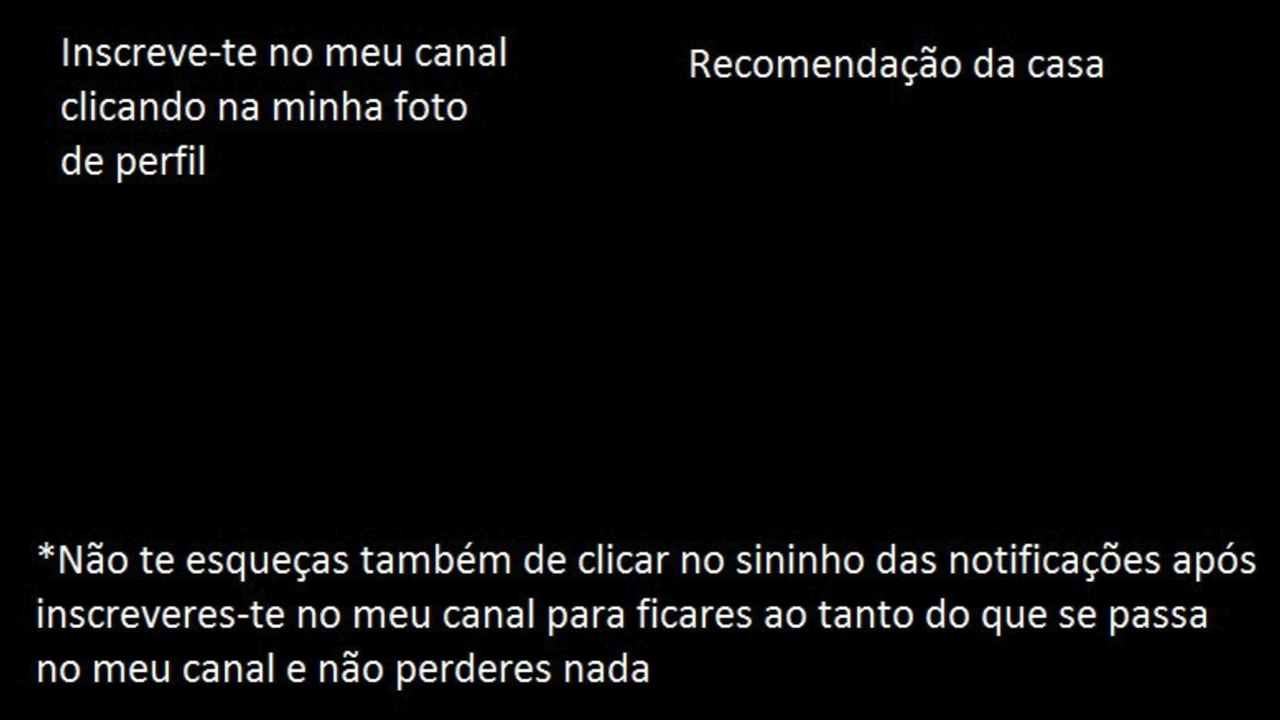 Inscreve-te no meu canal
clicando na minha foto
de perfil
Recomendação da casa
*Não te esqueças também de clicar no sininho das notificações após
inscreveres-te no meu canal para ficares ao tanto do que se passa
no meu canal e não perderes nada